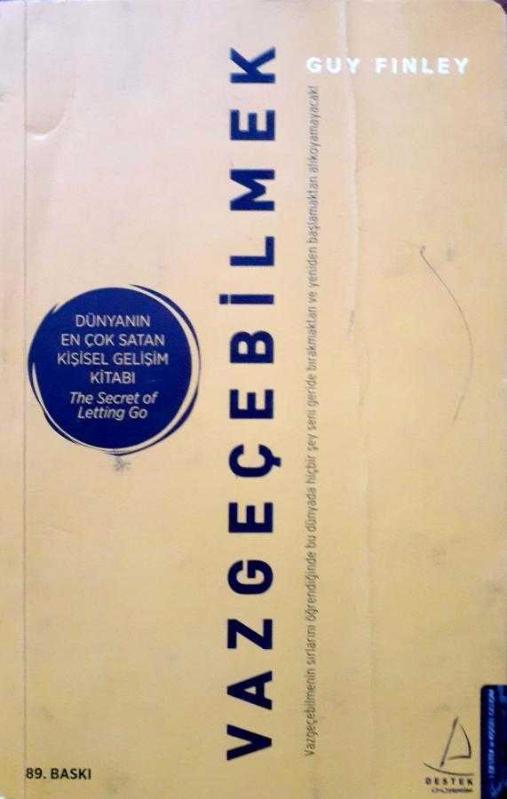 GUY FINLEY
VAZGEÇEBİLMEK
Vazgeçebilmenin sırlarını öğrendiğinde bu dünyada hiçbir şey seni geride bırakmaktan ve yeniden başlamaktan alıkoyamayacak!
DÜNYANIN
EN ÇOK SATAN
KİŞİSEL GELİŞİM
KİTABI
The Secret of
Letting Go
89. BASKI
DESTEK